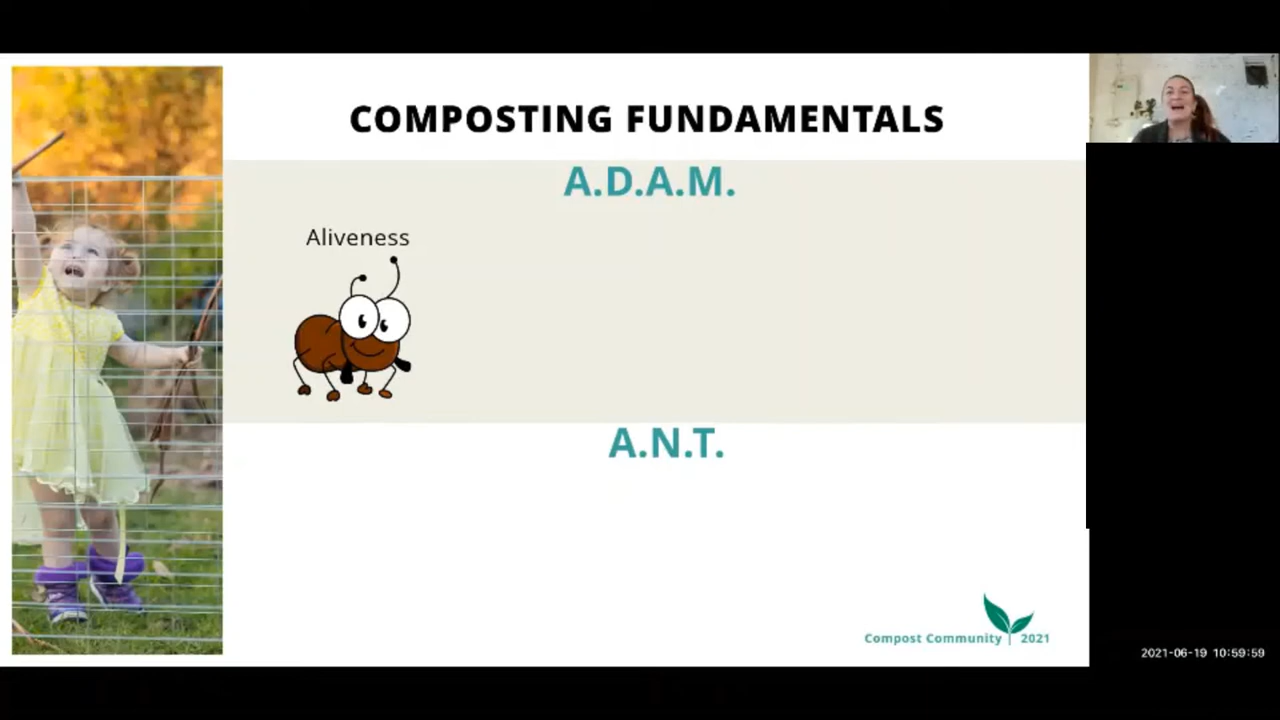 COMPOSTING FUNDAMENTALS
A.D.A.M.
Aliveness
A.N.T.
Compost Community 2021
2021-06-19 10:59:59